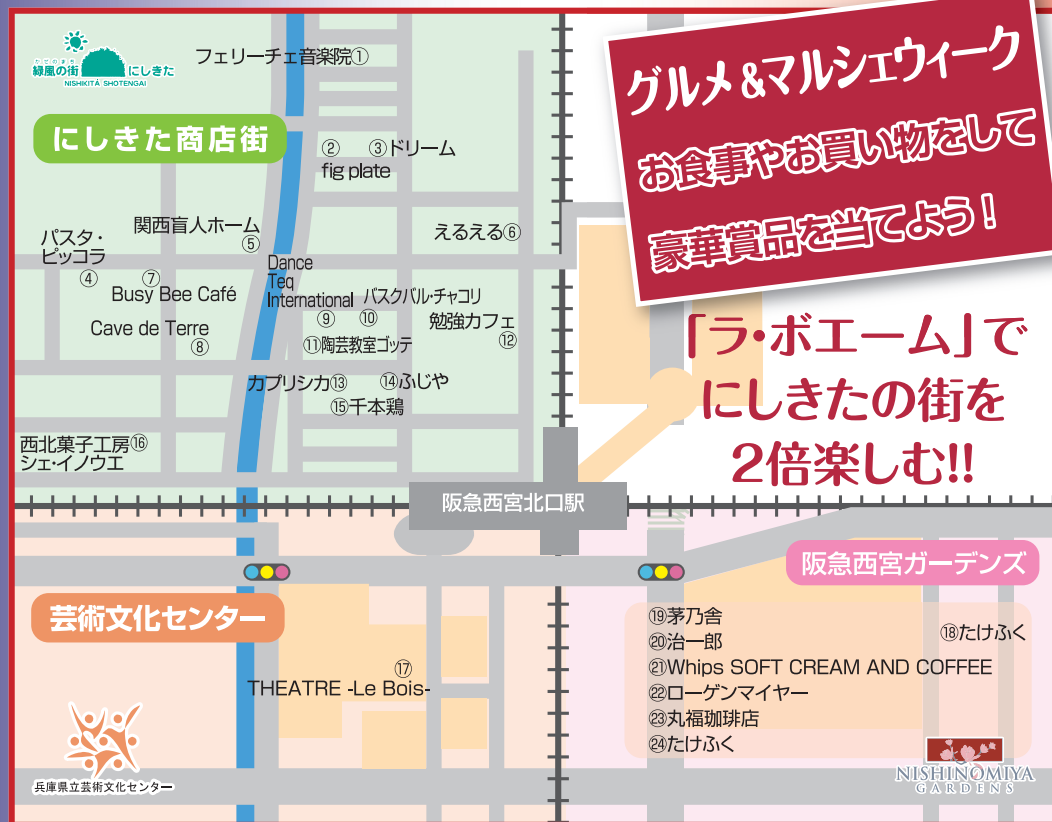 かぜのまち
緑風の街 にしきた
NISHIKITA SHOTENGAI
にしきた商店街
フェリーチェ音楽院①
②
fig plate
③ドリーム
パスタ・
ピッコラ
④
関西盲人ホーム
⑤
えるえる⑥
⑦
Busy Bee Café
Cave de Terre
⑧
Dance
Teq
International
⑨
バスクバル・チャコリ
⑩
⑪陶芸教室ゴッテ
勉強カフェ
⑫
カプリシカ⑬
⑭ふじや
⑮千本鶏
西北菓子工房⑯
シェ・イノウエ
グルメ&マルシェウィーク
お食事やお買い物をして
豪華賞品を当てよう!
「ラ・ボエーム」で
にしきたの街を
2倍楽しむ!!
阪急西宮北口駅
芸術文化センター
⑰
THEATRE -Le Bois-
兵庫県立芸術文化センター
阪急西宮ガーデンズ
⑱たけふく
⑲茅乃舎
⑳治一郎
㉑Whips SOFT CREAM AND COFFEE
㉒ローゲンマイヤー
㉓丸福珈琲店
㉔たけふく
NISHINOMIYA
GARDENS